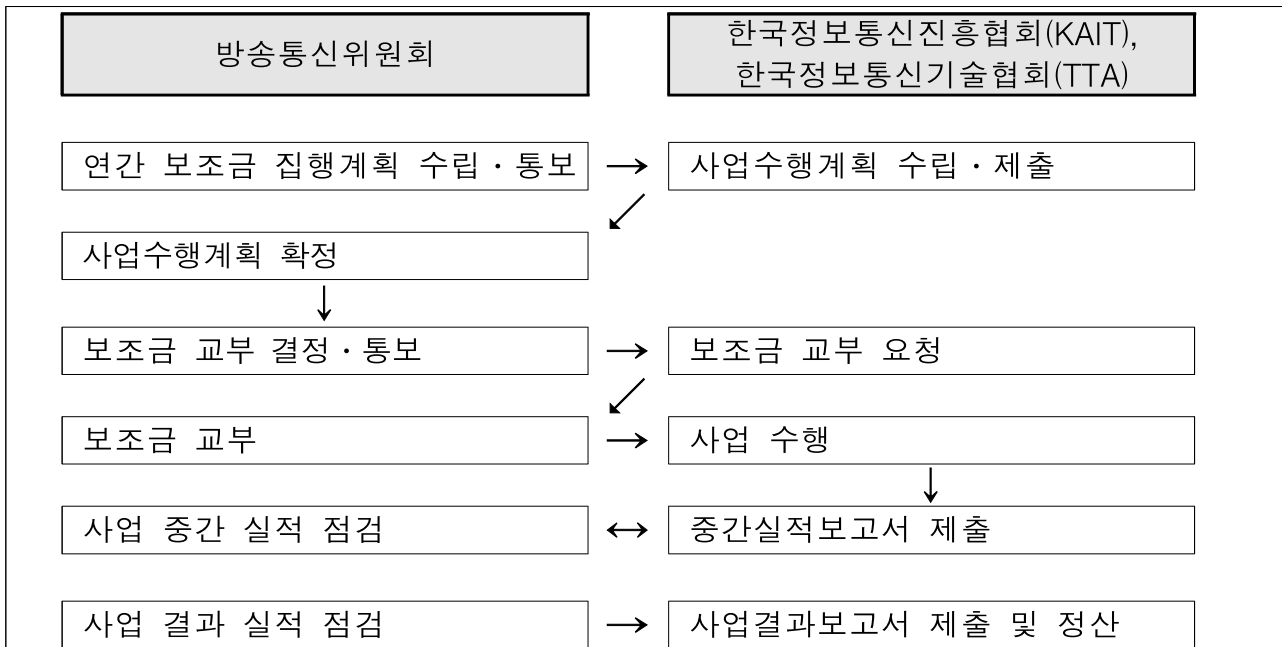 방송통신위원회
한국정보통신진흥협회(KAIT),
한국정보통신기술협회(TTA)
연간 보조금 집행계획 수립·통보 → 사업수행계획 수립·제출
↙
사업수행계획 확정
↓
보조금 교부 결정·통보 → 보조금 교부 요청
↙
보조금 교부 → 사업 수행
↓
사업 중간 실적 점검 ↔ 중간실적보고서 제출
사업 결과 실적 점검 → 사업결과보고서 제출 및 정산